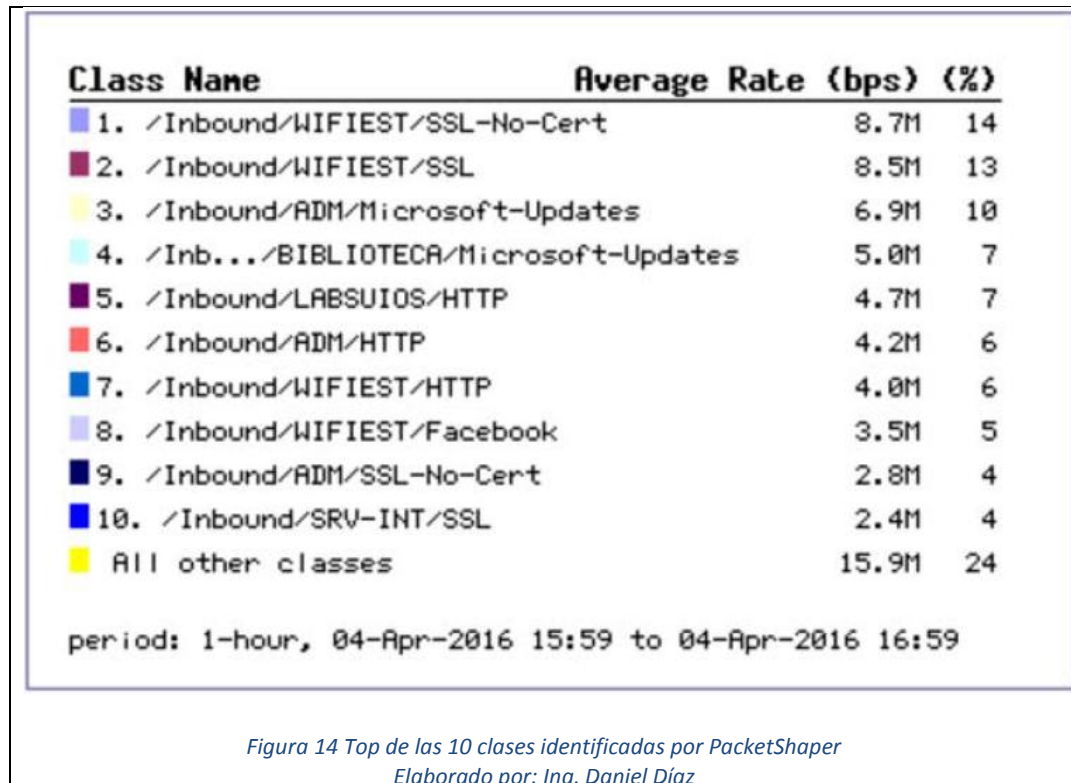 Class Name Average Rate (bps) (%)
1. /Inbound/WIFIEST/SSL-No-Cert 8.7M 14
2. /Inbound/WIFIEST/SSL 8.5M 13
3. /Inbound/ADM/Microsoft-Updates 6.9M 10
4. /Inb.../BIBLIOTECA/Microsoft-Updates 5.0M 7
5. /Inbound/LABSUIOS/HTTP 4.7M 7
6. /Inbound/ADM/HTTP 4.2M 6
7. /Inbound/WIFIEST/HTTP 4.0M 6
8. /Inbound/WIFIEST/Facebook 3.5M 5
9. /Inbound/ADM/SSL-No-Cert 2.8M 4
10. /Inbound/SRV-INT/SSL 2.4M 4
All other classes 15.9M 24
period: 1-hour, 04-Apr-2016 15:59 to 04-Apr-2016 16:59
Figura 14 Top de las 10 clases identificadas por PacketShaper
Elaborado por: Ing. Daniel Díaz